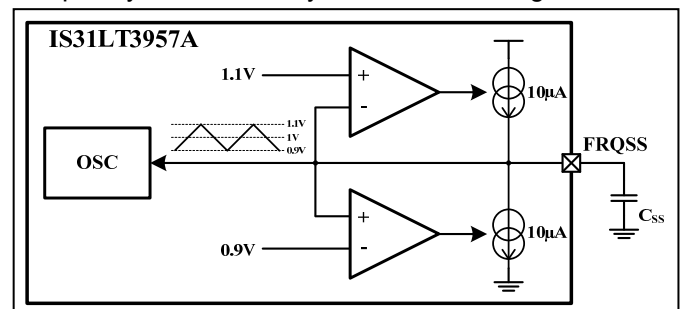 IS31LT3957A
1.1V
+
-
10μA
1.1V
1V
0.9V
OSC
FRQSS
CSS
+
-
10μA
0.9V